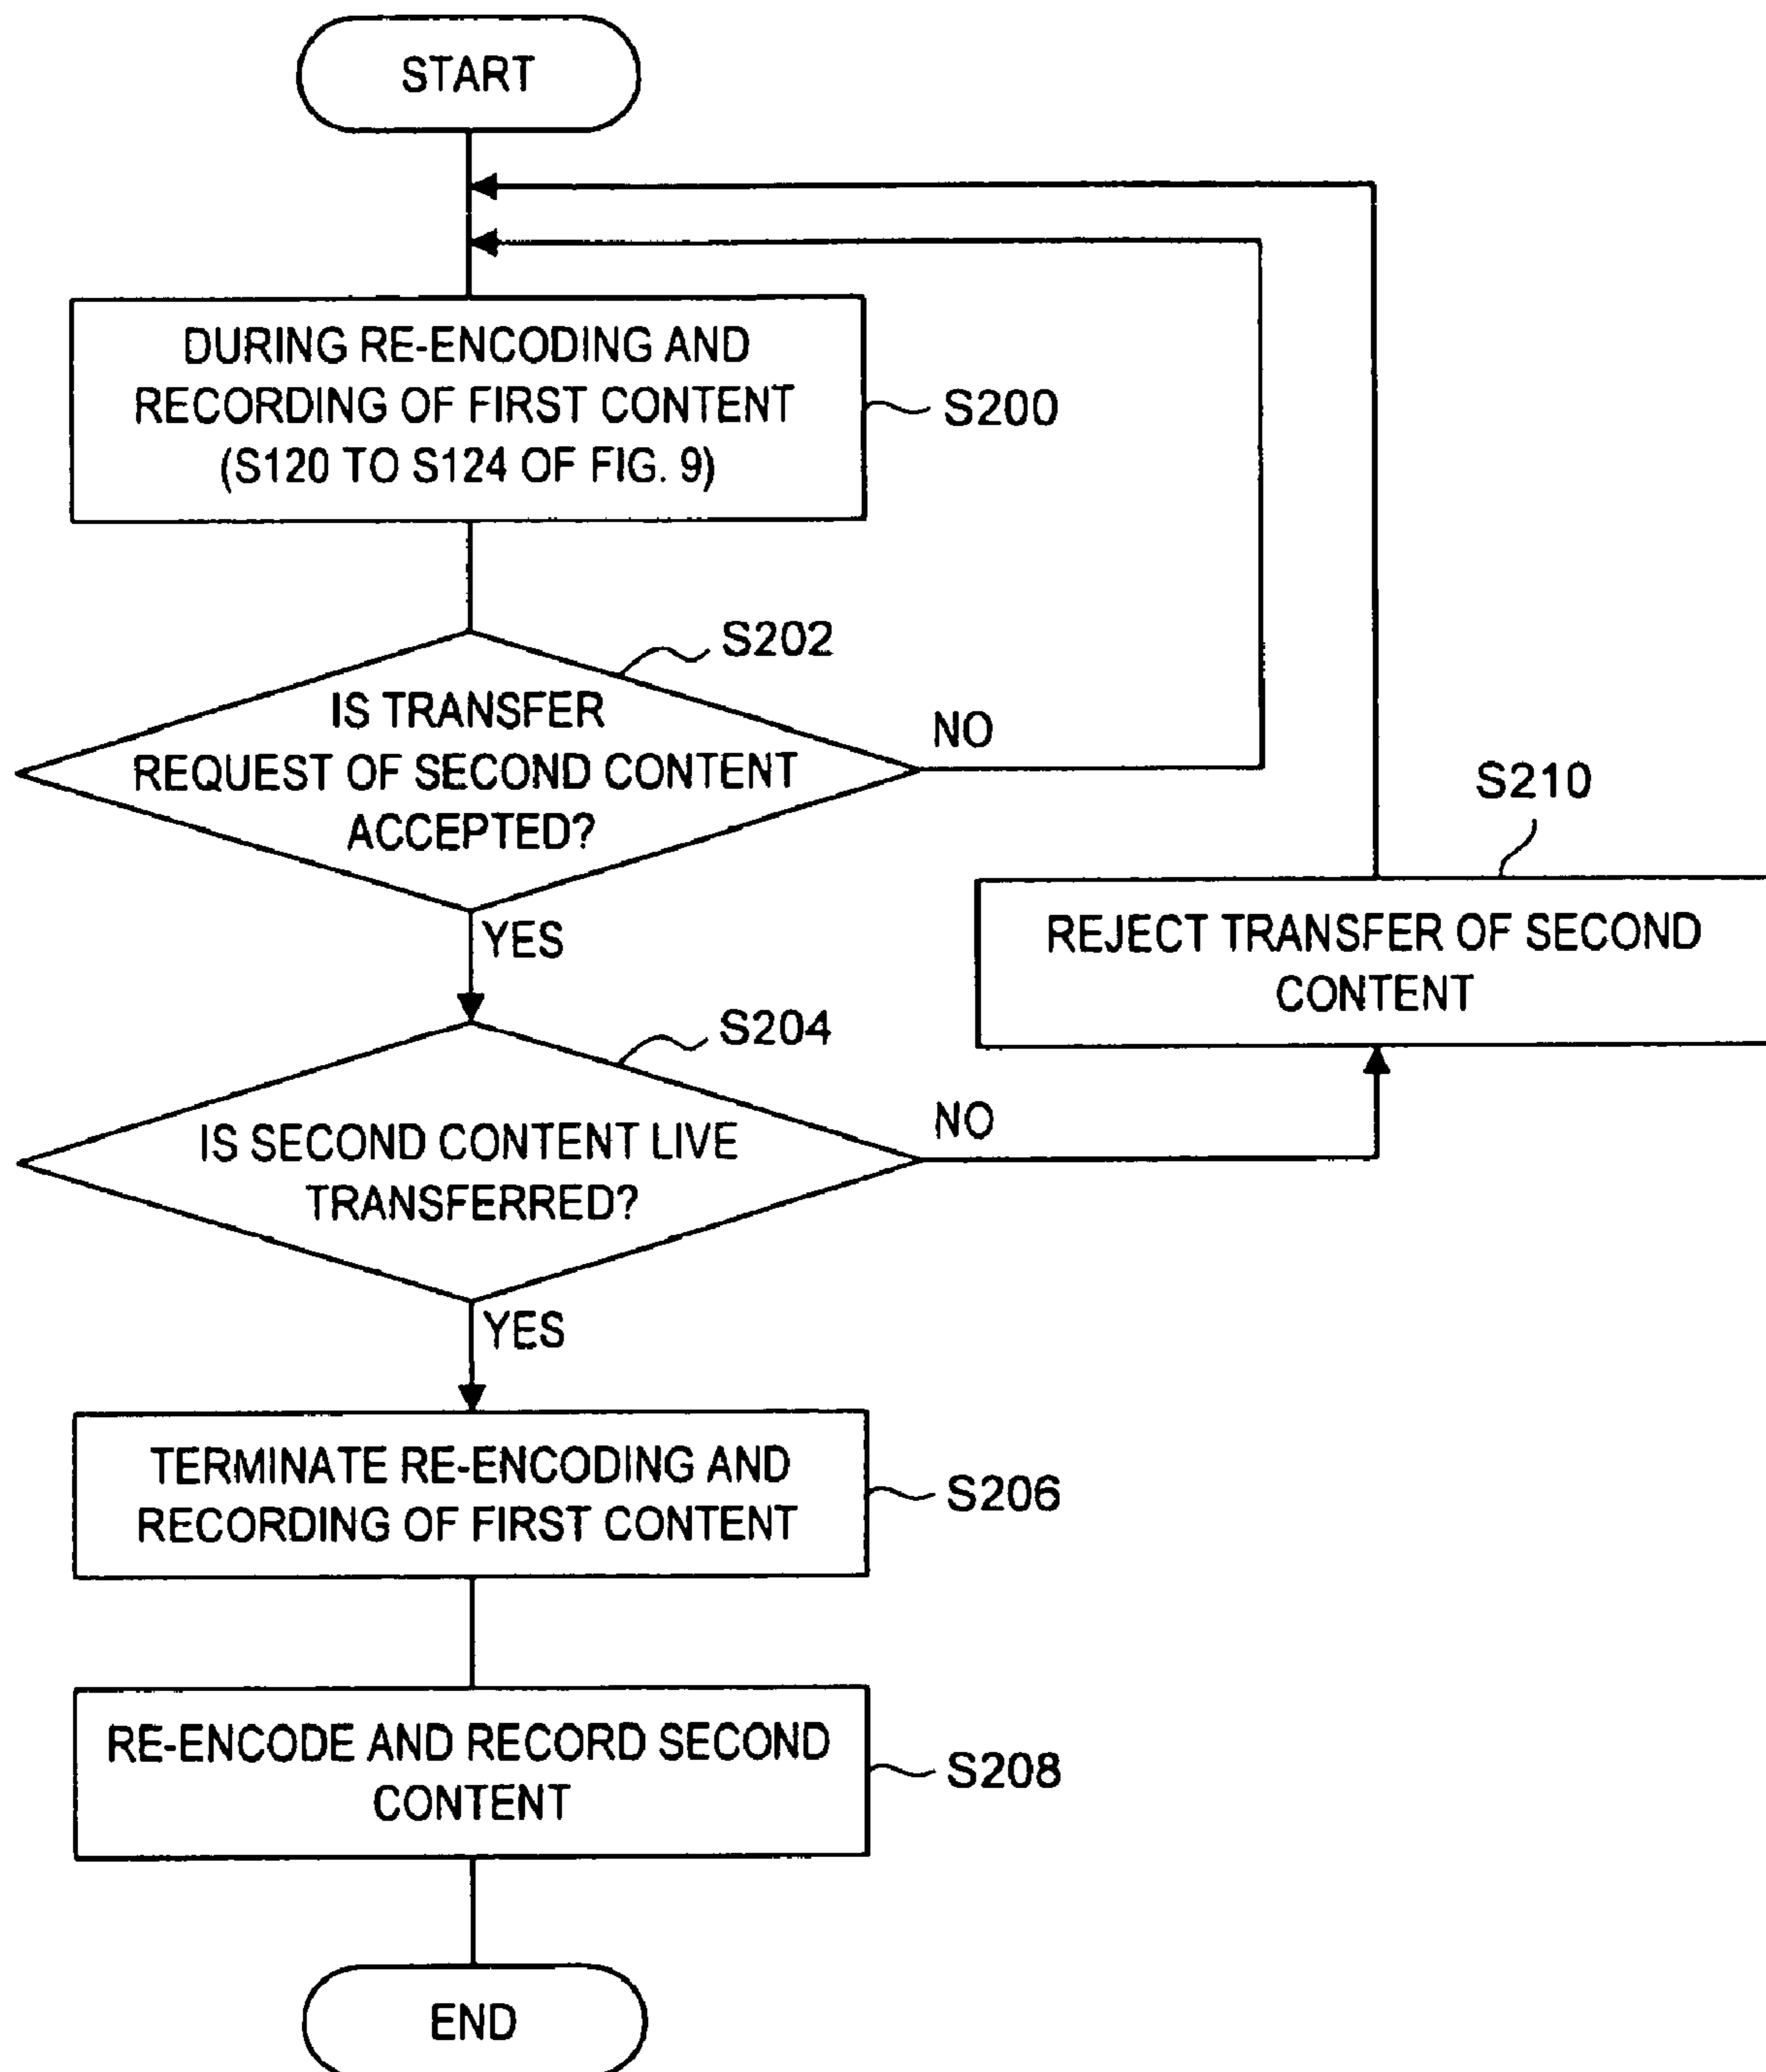 START
DURING RE-ENCODING AND
RECORDING OF FIRST CONTENT
(S120 TO S124 OF FIG. 9)
S200
S202
IS TRANSFER
REQUEST OF SECOND CONTENT
ACCEPTED?
NO
YES
S210
REJECT TRANSFER OF SECOND
CONTENT
S204
IS SECOND CONTENT LIVE
TRANSFERRED?
NO
YES
TERMINATE RE-ENCODING AND
RECORDING OF FIRST CONTENT
S206
RE-ENCODE AND RECORD SECOND
CONTENT
S208
END